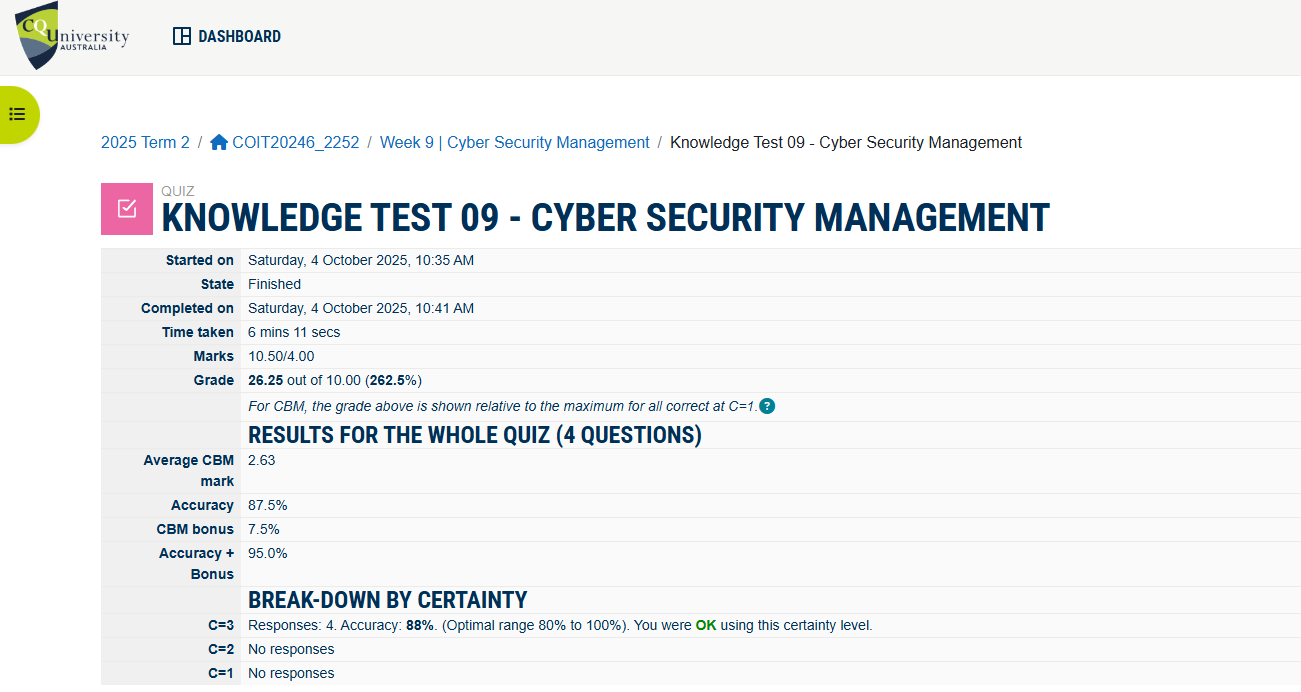 CQUniversity
AUSTRALIA
DASHBOARD
2025 Term 2 / COIT20246_2252 / Week 9 | Cyber Security Management / Knowledge Test 09 - Cyber Security Management
QUIZ
KNOWLEDGE TEST 09 - CYBER SECURITY MANAGEMENT
Started on Saturday, 4 October 2025, 10:35 AM
State Finished
Completed on Saturday, 4 October 2025, 10:41 AM
Time taken 6 mins 11 secs
Marks 10.50/4.00
Grade 26.25 out of 10.00 (262.5%)
For CBM, the grade above is shown relative to the maximum for all correct at C=1. ?
RESULTS FOR THE WHOLE QUIZ (4 QUESTIONS)
Average CBM 2.63
mark
Accuracy 87.5%
CBM bonus 7.5%
Accuracy + 95.0%
Bonus
BREAK-DOWN BY CERTAINTY
C=3 Responses: 4. Accuracy: 88%. (Optimal range 80% to 100%). You were OK using this certainty level.
C=2 No responses
C=1 No responses